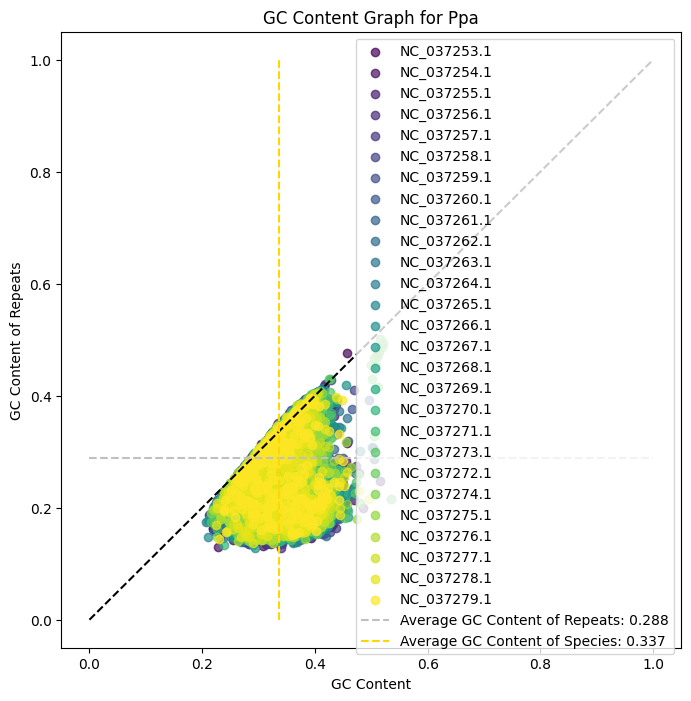 GC Content Graph for Ppa
1.0
0.8
0.6
0.4
0.2
0.0
GC Content of Repeats
NC_037253.1
NC_037254.1
NC_037255.1
NC_037256.1
NC_037257.1
NC_037258.1
NC_037259.1
NC_037260.1
NC_037261.1
NC_037262.1
NC_037263.1
NC_037264.1
NC_037265.1
NC_037266.1
NC_037267.1
NC_037268.1
NC_037269.1
NC_037270.1
NC_037271.1
NC_037273.1
NC_037272.1
NC_037274.1
NC_037275.1
NC_037276.1
NC_037277.1
NC_037278.1
NC_037279.1
Average GC Content of Repeats: 0.288
Average GC Content of Species: 0.337
0.0 0.2 0.4 0.6 0.8 1.0
GC Content